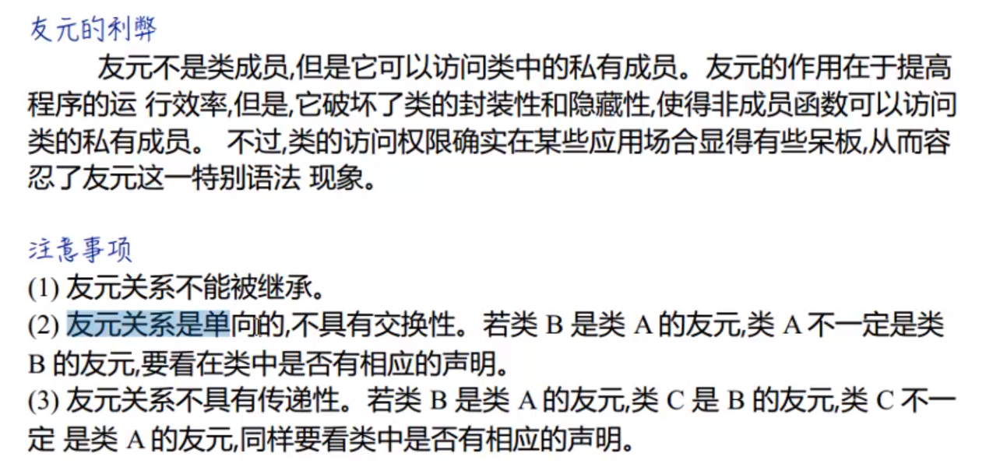 友元的利弊
友元不是类成员,但是它可以访问类中的私有成员。友元的作用在于提高
程序的运 行效率,但是,它破坏了类的封装性和隐藏性,使得非成员函数可以访问
类的私有成员。 不过,类的访问权限确实在某些应用场合显得有些呆板,从而容
忍了友元这一特别语法 现象。
注意事项
(1) 友元关系不能被继承。
(2) 友元关系是单向的,不具有交换性。若类 B 是类 A 的友元,类 A 不一定是类
B 的友元,要看在类中是否有相应的声明。
(3) 友元关系不具有传递性。若类 B 是类 A 的友元,类 C 是 B 的友元,类 C 不一
定 是类 A 的友元,同样要看类中是否有相应的声明。